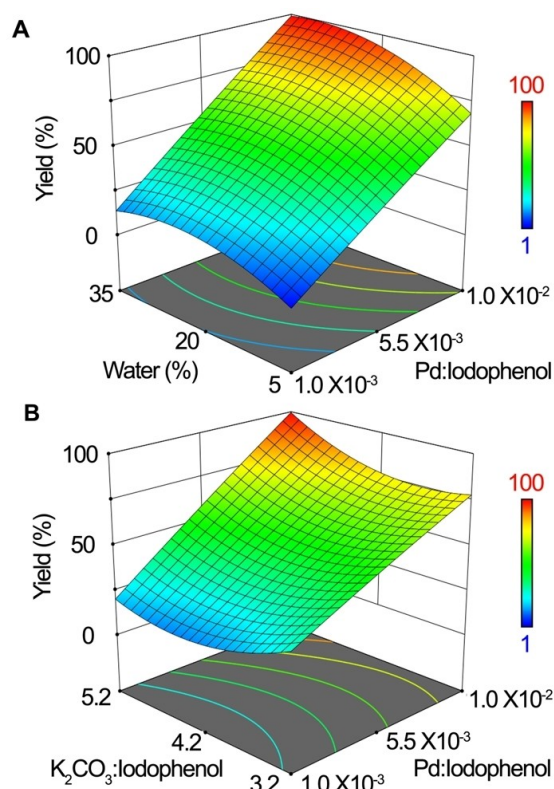 A
100
50
0
Yield (%)
100
1
35
20
5
Water (%)
1.0 X10⁻³
5.5 X10⁻³
1.0 X10⁻²
Pd:Iodophenol
B
100
50
0
Yield (%)
100
1
5.2
4.2
3.2
K₂CO₃:Iodophenol
1.0 X10⁻³
5.5 X10⁻³
1.0 X10⁻²
Pd:Iodophenol